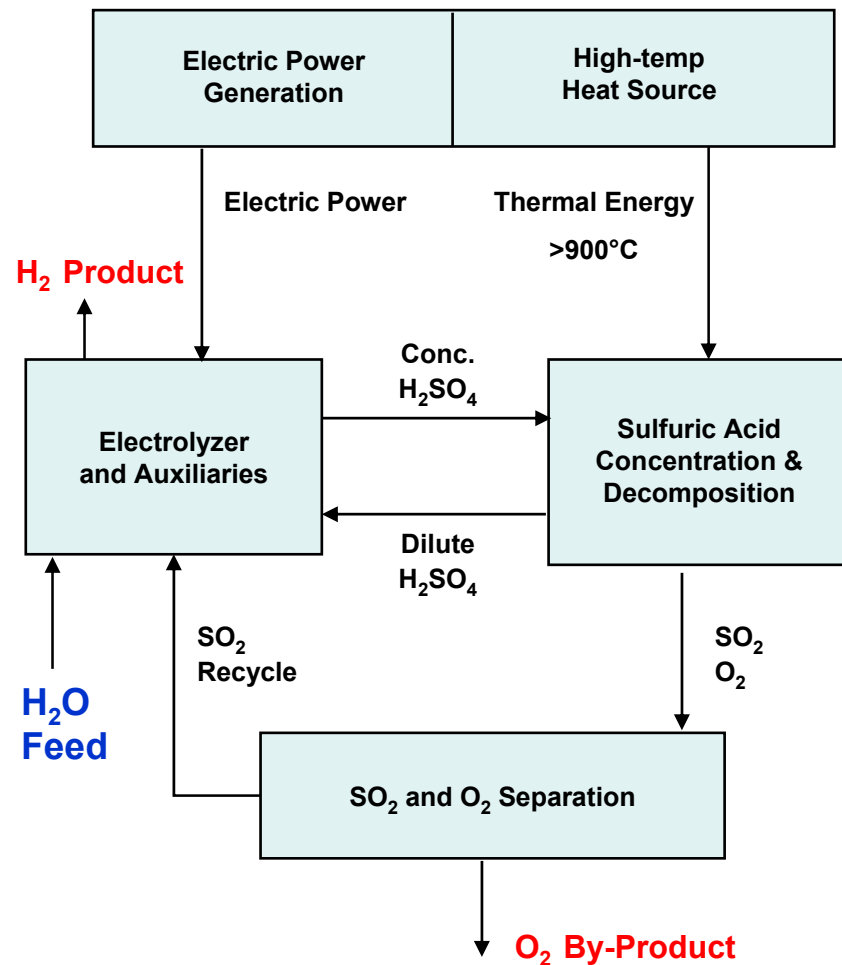 Electric Power
Generation
High-temp
Heat Source
Electric Power
Thermal Energy
>900°C
H₂ Product
Conc.
H₂SO₄
Electrolyzer
and Auxiliaries
Sulfuric Acid
Concentration &
Decomposition
Dilute
H₂SO₄
SO₂
Recycle
SO₂
O₂
H₂O
Feed
SO₂ and O₂ Separation
O₂ By-Product